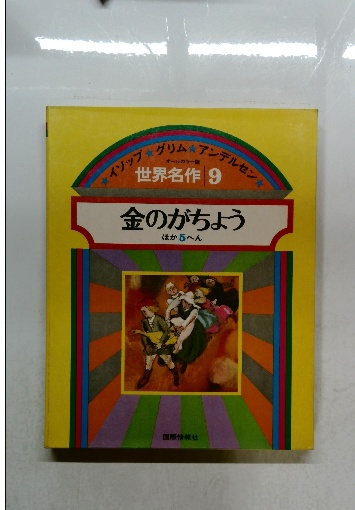 ★イソップ★グリム★アンデルセン★
オールカラー版
世界名作 9
金のがちょう
ほか5へん
国際情報社